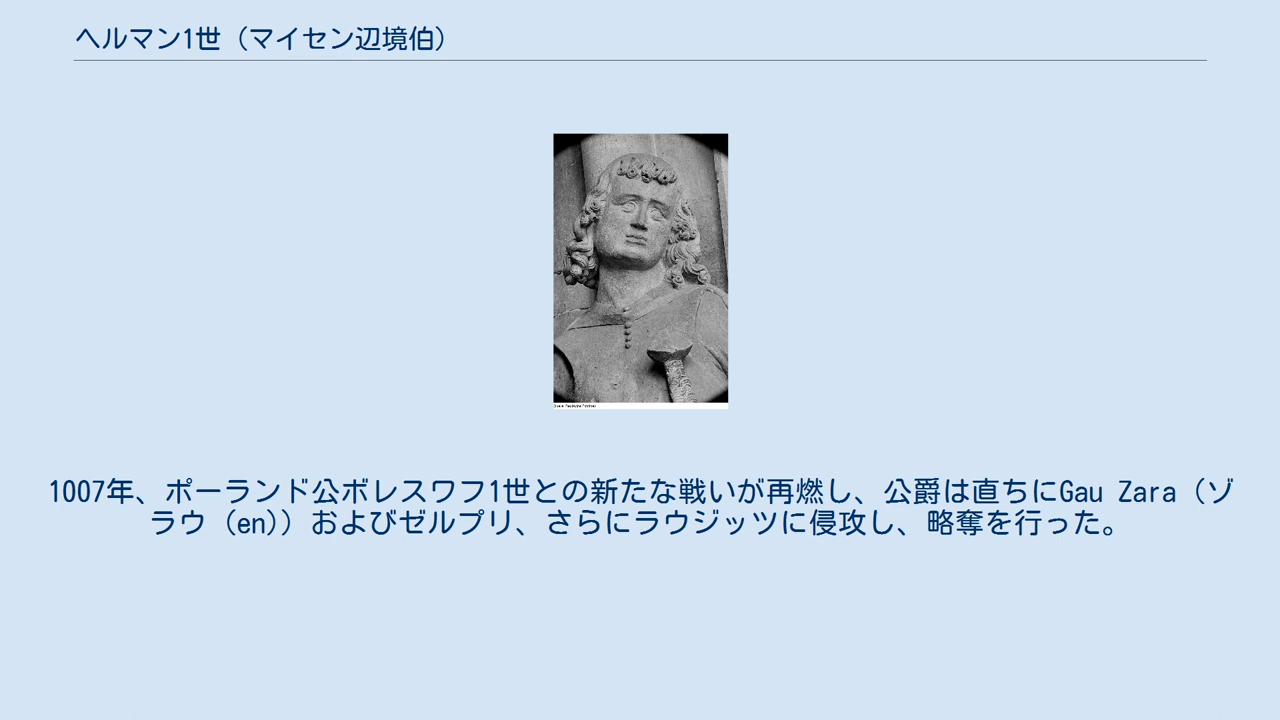 ヘルマン1世（マイセン辺境伯）
1007年、ポーランド公ボレスワフ1世との新たな戦いが再燃し、公爵は直ちにGau Zara（ゾ
ラウ（en））およびゼルプリ、さらにラウジッツに侵攻し、略奪を行った。